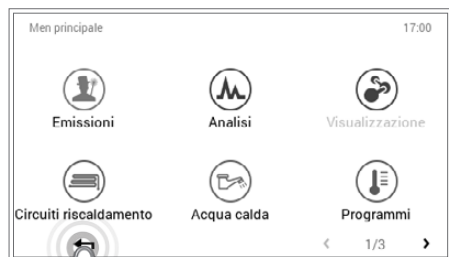 Men principale 17:00
Emissioni Analisi Visualizzazione
Circuiti riscaldamento Acqua calda Programmi
1/3